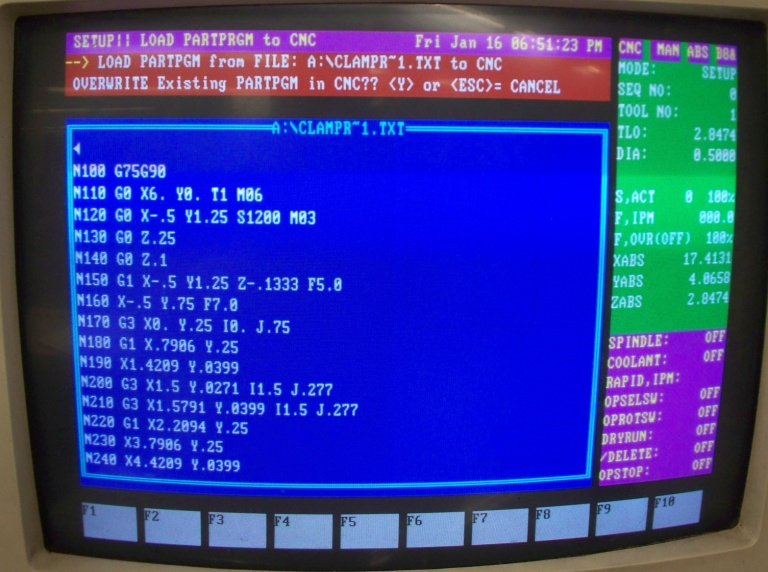 SETUP|| LOAD PARTPRGM to CNC Fri Jan 16 06:51:23 PM
--> LOAD PARTPGM from FILE: A:\CLAMPR~1.TXT to CNC
OVERWRITE Existing PARTPGM in CNC?? <Y> or <ESC>= CANCEL
A:\CLAMPR~1.TXT
N100 G75G90
N110 G0 X6. Y0. T1 M06
N120 G0 X-.5 Y1.25 S1200 M03
N130 G0 Z.25
N140 G0 Z.1
N150 G1 X-.5 Y1.25 Z-.1333 F5.0
N160 X-.5 Y.75 F7.0
N170 G3 X0. Y.25 I0. J.75
N180 G1 X.7906 Y.25
N190 X1.4209 Y.0399
N200 G3 X1.5 Y.0271 I1.5 J.277
N210 G3 X1.5791 Y.0399 I1.5 J.277
N220 G1 X2.2094 Y.25
N230 X3.7906 Y.25
N240 X4.4209 Y.0399
CNC MAN ABS
MODE: SETUP
SEQ NO: 0
TOOL NO: 1
TLO: 2.8474
DIA: 0.5000
S,ACT 0 100%
F,IPM 000.0
F,OVR(OFF) 100%
XABS 17.4131
YABS 4.0658
ZABS 2.8474
SPINDLE: OFF
COOLANT: OFF
RAPID,IPM:
OPSELSW: OFF
OPROTSW: OFF
DRYRUN: OFF
/DELETE: OFF
OPSTOP: OFF
F1 F2 F3 F4 F5 F6 F7 F8 F9 F10